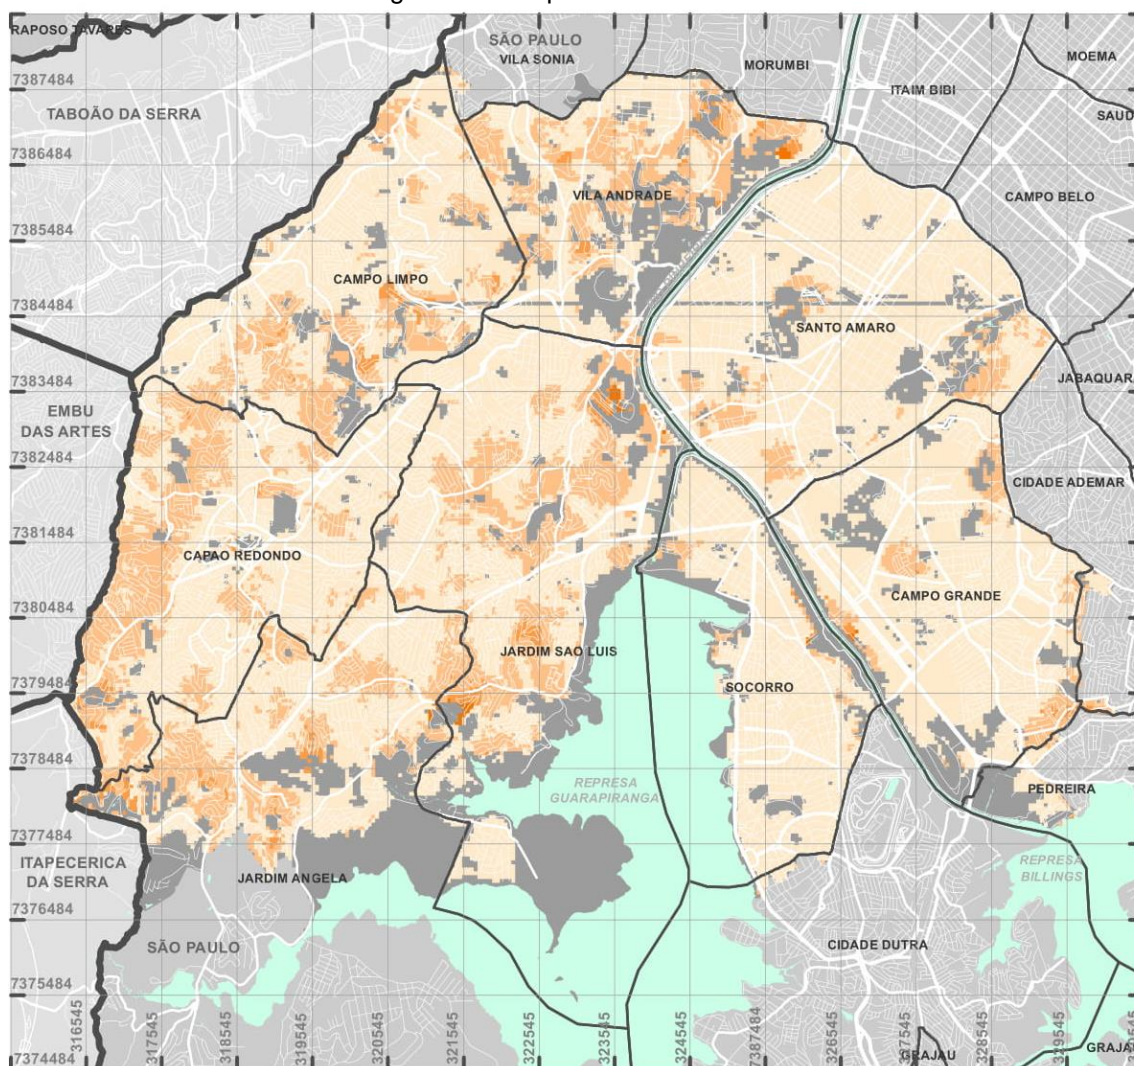 RAPOSO TAVARES
SÃO PAULO
VILA SONIA
MORUMBI
MOEMA
7387484
ITAIM BIBI
TABOÃO DA SERRA
SAUD
7386484
VILA ANDRADE
CAMPO BELO
7385484
CAMPO LIMPO
7384484
SANTO AMARO
7383484
JABAQUAR
EMBU
DAS ARTES
7382484
CIDADE ADEMAR
7381484
CAPAO REDONDO
CAMPO GRANDE
7380484
JARDIM SAO LUIS
7379484
SOCORRO
7378484
REPRESA
GUARAPIRANGA
PEDREIRA
7377484
ITAPECERICA
DA SERRA
JARDIM ANGELA
REPRESA
BILLINGS
7376484
SÃO PAULO
CIDADE DUTRA
7375484
316545
317545
318545
319545
320545
321545
322545
323545
324545
7387484
326545
327545
328545
329545
7374484
GRAJAU
GRAJAU